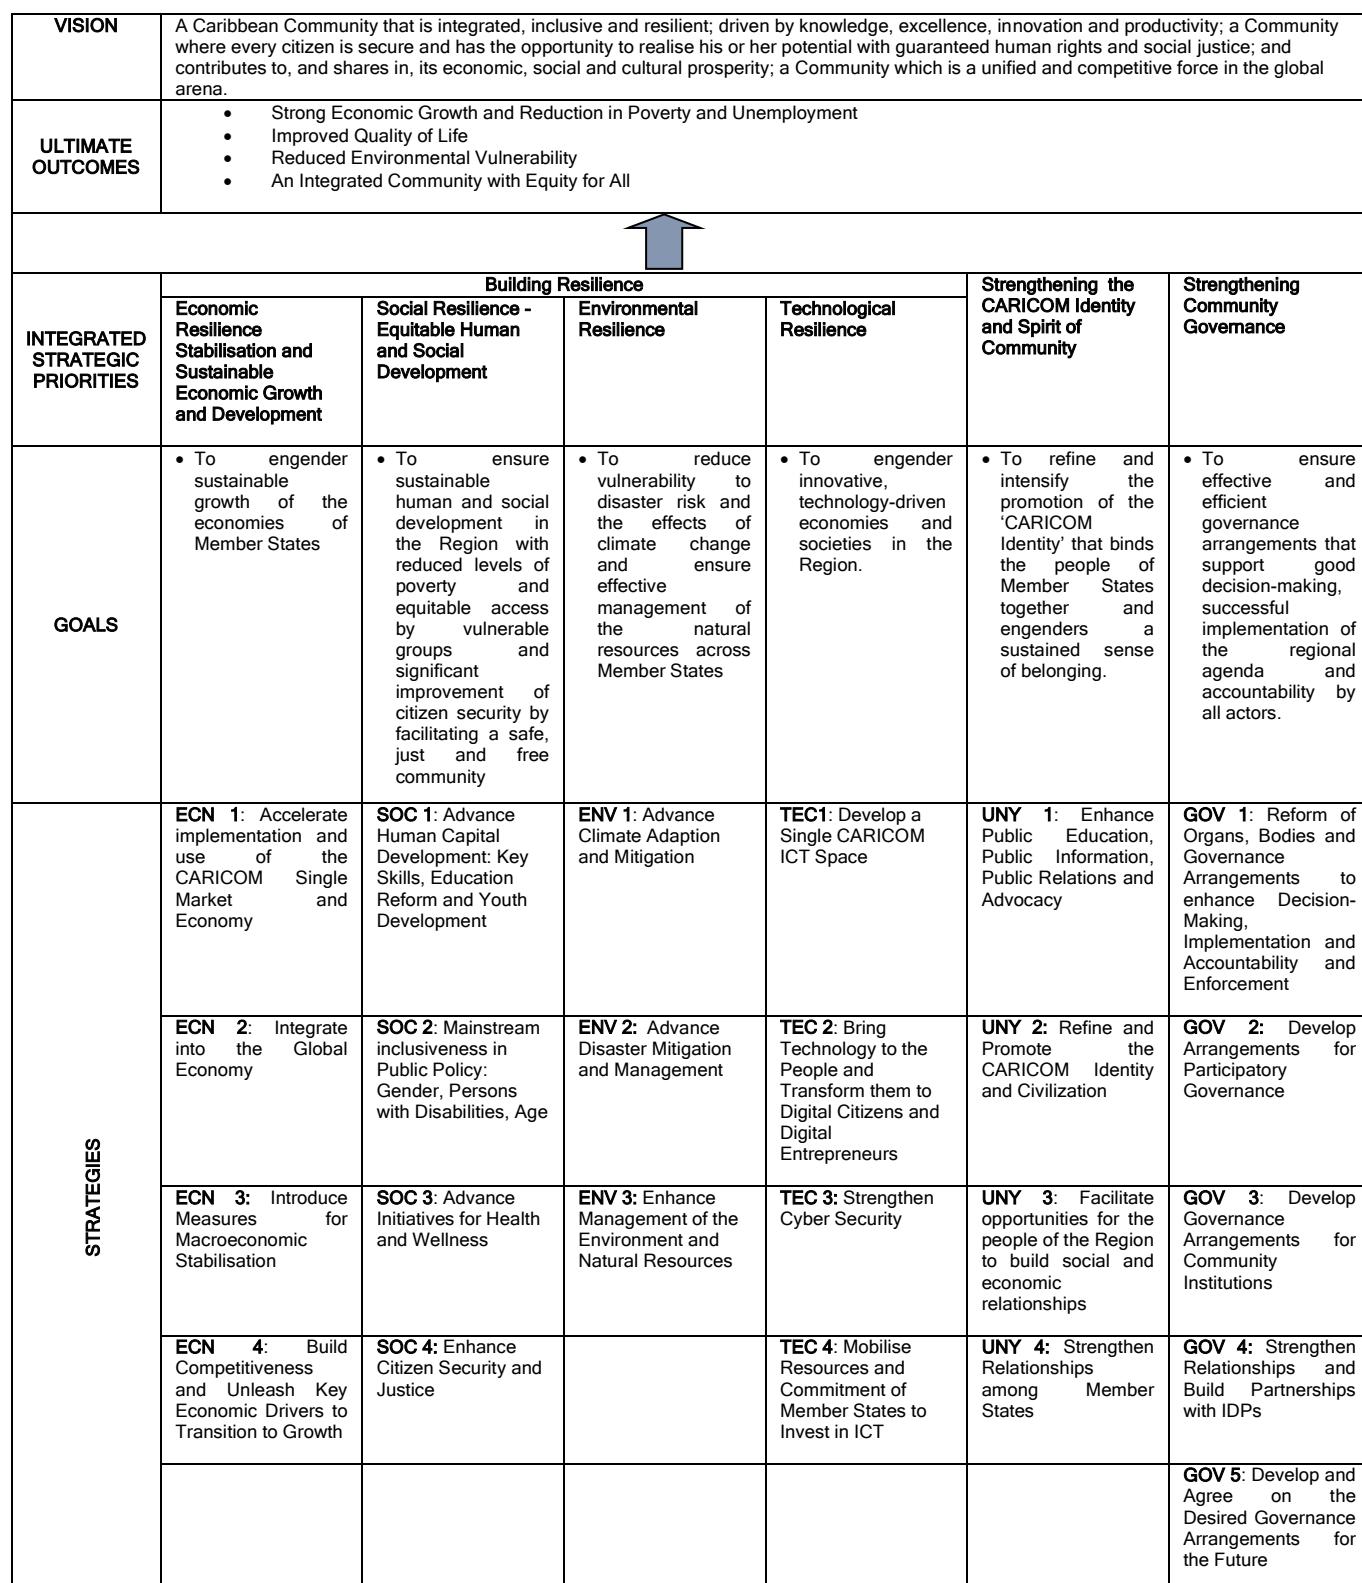 VISION
A Caribbean Community that is integrated, inclusive and resilient; driven by knowledge, excellence, innovation and productivity; a Community
where every citizen is secure and has the opportunity to realise his or her potential with guaranteed human rights and social justice; and
contributes to, and shares in, its economic, social and cultural prosperity; a Community which is a unified and competitive force in the global
arena.
ULTIMATE
OUTCOMES
• Strong Economic Growth and Reduction in Poverty and Unemployment
• Improved Quality of Life
• Reduced Environmental Vulnerability
• An Integrated Community with Equity for All
INTEGRATED
STRATEGIC
PRIORITIES
Building Resilience
Economic
Resilience
Stabilisation and
Sustainable
Economic Growth
and Development
Social Resilience -
Equitable Human
and Social
Development
Environmental
Resilience
Technological
Resilience
Strengthening the
CARICOM Identity
and Spirit of
Community
Strengthening
Community
Governance
GOALS
• To engender
sustainable
growth of the
economies of
Member States
• To ensure
sustainable
human and social
development in
the Region with
reduced levels of
poverty and
equitable access
by vulnerable
groups and
significant
improvement of
citizen security by
facilitating a safe,
just and free
community
• To reduce
vulnerability to
disaster risk and
the effects of
climate change
and ensure
effective
management of
the natural
resources across
Member States
• To engender
innovative,
technology-driven
economies and
societies in the
Region.
• To refine and
intensify the
promotion of the
‘CARICOM
Identity’ that binds
the people of
Member States
together and
engenders a
sustained sense
of belonging.
• To ensure
effective and
efficient
governance
arrangements that
support good
decision-making,
successful
implementation of
the regional
agenda and
accountability by
all actors.
STRATEGIES
ECN 1: Accelerate
implementation and
use of the
CARICOM Single
Market and
Economy
SOC 1: Advance
Human Capital
Development: Key
Skills, Education
Reform and Youth
Development
ENV 1: Advance
Climate Adaption
and Mitigation
TEC1: Develop a
Single CARICOM
ICT Space
UNY 1: Enhance
Public Education,
Public Information,
Public Relations and
Advocacy
GOV 1: Reform of
Organs, Bodies and
Governance
Arrangements to
enhance Decision-
Making,
Implementation and
Accountability and
Enforcement
ECN 2: Integrate
into the Global
Economy
SOC 2: Mainstream
inclusiveness in
Public Policy:
Gender, Persons
with Disabilities, Age
ENV 2: Advance
Disaster Mitigation
and Management
TEC 2: Bring
Technology to the
People and
Transform them to
Digital Citizens and
Digital
Entrepreneurs
UNY 2: Refine and
Promote the
CARICOM Identity
and Civilization
GOV 2: Develop
Arrangements for
Participatory
Governance
ECN 3: Introduce
Measures for
Macroeconomic
Stabilisation
SOC 3: Advance
Initiatives for Health
and Wellness
ENV 3: Enhance
Management of the
Environment and
Natural Resources
TEC 3: Strengthen
Cyber Security
UNY 3: Facilitate
opportunities for the
people of the Region
to build social and
economic
relationships
GOV 3: Develop
Governance
Arrangements for
Community
Institutions
ECN 4: Build
Competitiveness
and Unleash Key
Economic Drivers to
Transition to Growth
SOC 4: Enhance
Citizen Security and
Justice
TEC 4: Mobilise
Resources and
Commitment of
Member States to
Invest in ICT
UNY 4: Strengthen
Relationships
among Member
States
GOV 4: Strengthen
Relationships and
Build Partnerships
with IDPs
GOV 5: Develop and
Agree on the
Desired Governance
Arrangements for
the Future